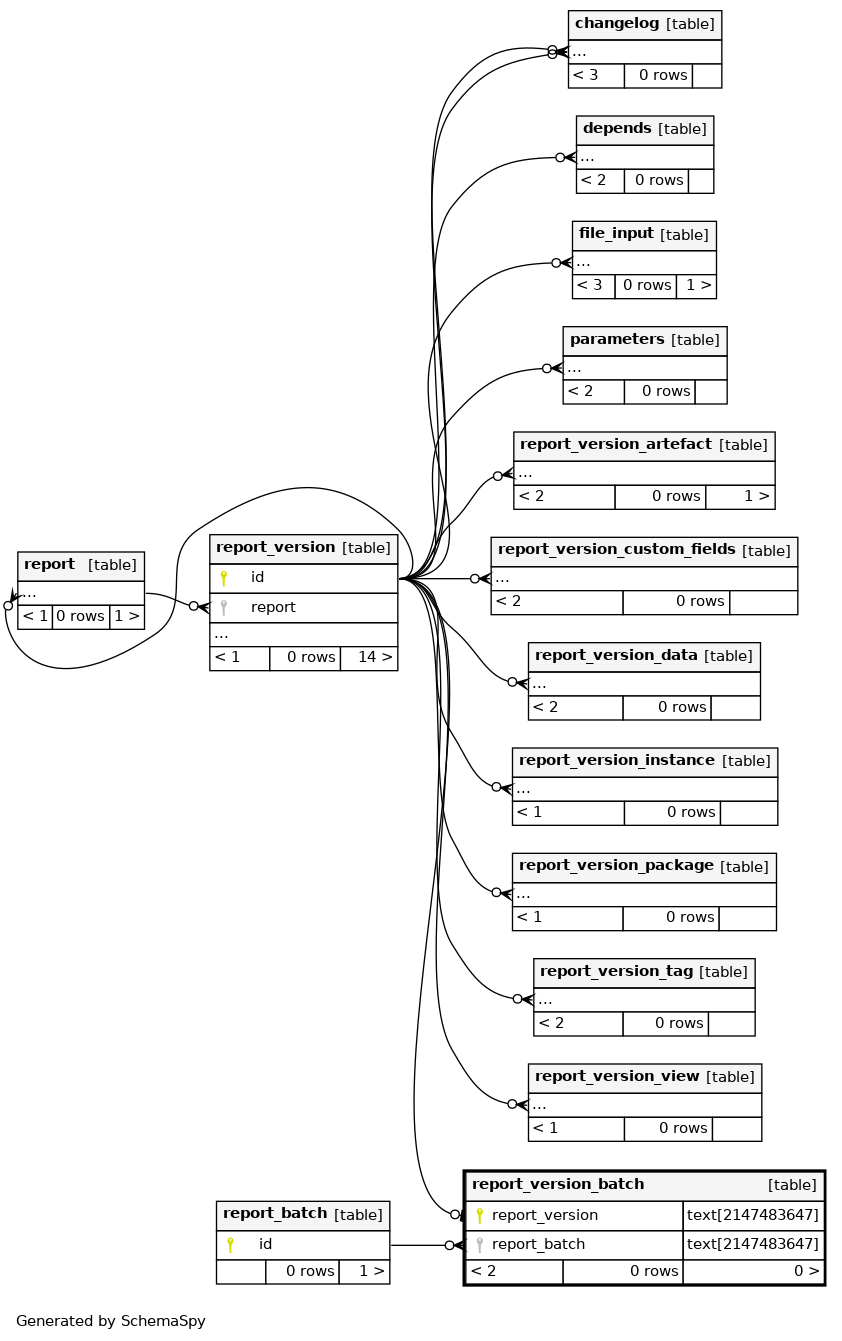 changelog [table]
...
< 3 0 rows
depends [table]
...
< 2 0 rows
file_input [table]
...
< 3 0 rows 1 >
parameters [table]
...
< 2 0 rows
report_version_artefact [table]
...
< 2 0 rows 1 >
report_version_custom_fields [table]
...
< 2 0 rows
report [table]
...
< 1 0 rows 1 >
report_version [table]
id
report
...
< 1 0 rows 14 >
report_version_data [table]
...
< 2 0 rows
report_version_instance [table]
...
< 1 0 rows
report_version_package [table]
...
< 1 0 rows
report_version_tag [table]
...
< 2 0 rows
report_version_view [table]
...
< 1 0 rows
report_version_batch [table]
report_version text[2147483647]
report_batch text[2147483647]
< 2 0 rows 0 >
report_batch [table]
id
0 rows 1 >
Generated by SchemaSpy